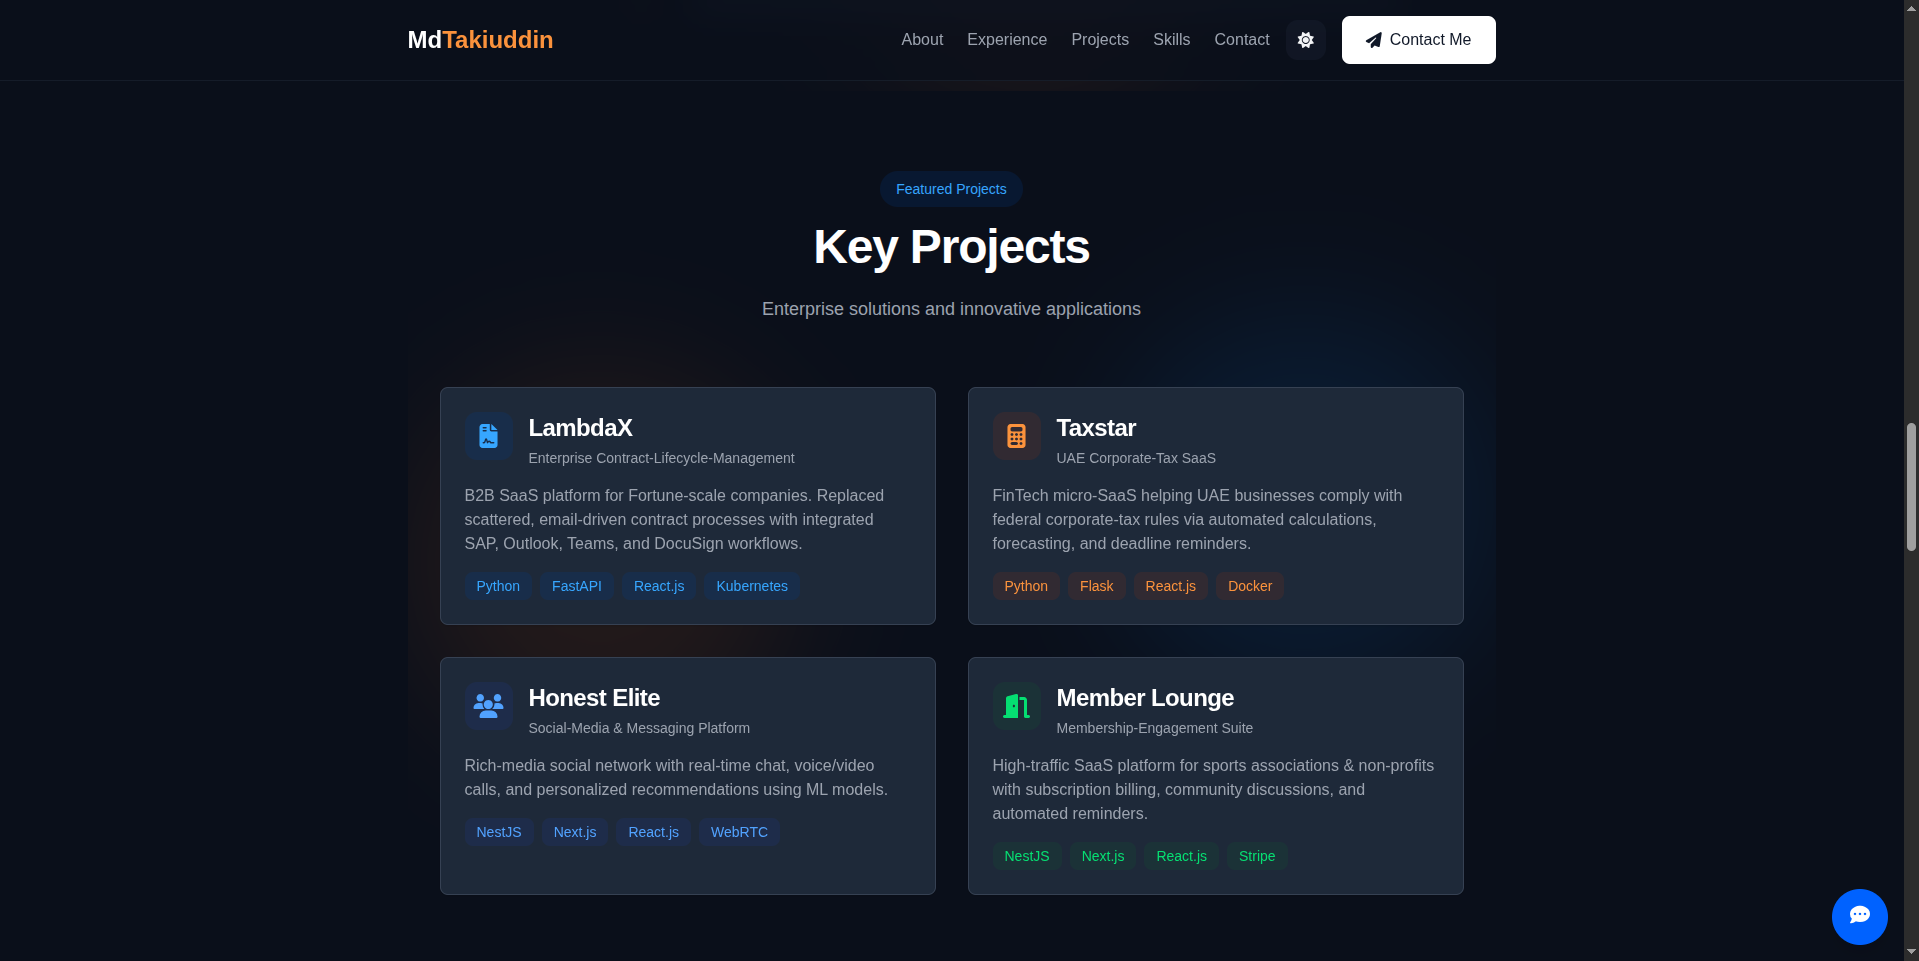 MdTakiuddin
About Experience Projects Skills Contact Contact Me
Featured Projects
Key Projects
Enterprise solutions and innovative applications
LambdaX
Enterprise Contract-Lifecycle-Management
B2B SaaS platform for Fortune-scale companies. Replaced
scattered, email-driven contract processes with integrated
SAP, Outlook, Teams, and DocuSign workflows.
Python FastAPI React.js Kubernetes
Taxstar
UAE Corporate-Tax SaaS
FinTech micro-SaaS helping UAE businesses comply with
federal corporate-tax rules via automated calculations,
forecasting, and deadline reminders.
Python Flask React.js Docker
Honest Elite
Social-Media & Messaging Platform
Rich-media social network with real-time chat, voice/video
calls, and personalized recommendations using ML models.
NestJS Next.js React.js WebRTC
Member Lounge
Membership-Engagement Suite
High-traffic SaaS platform for sports associations & non-profits
with subscription billing, community discussions, and
automated reminders.
NestJS Next.js React.js Stripe